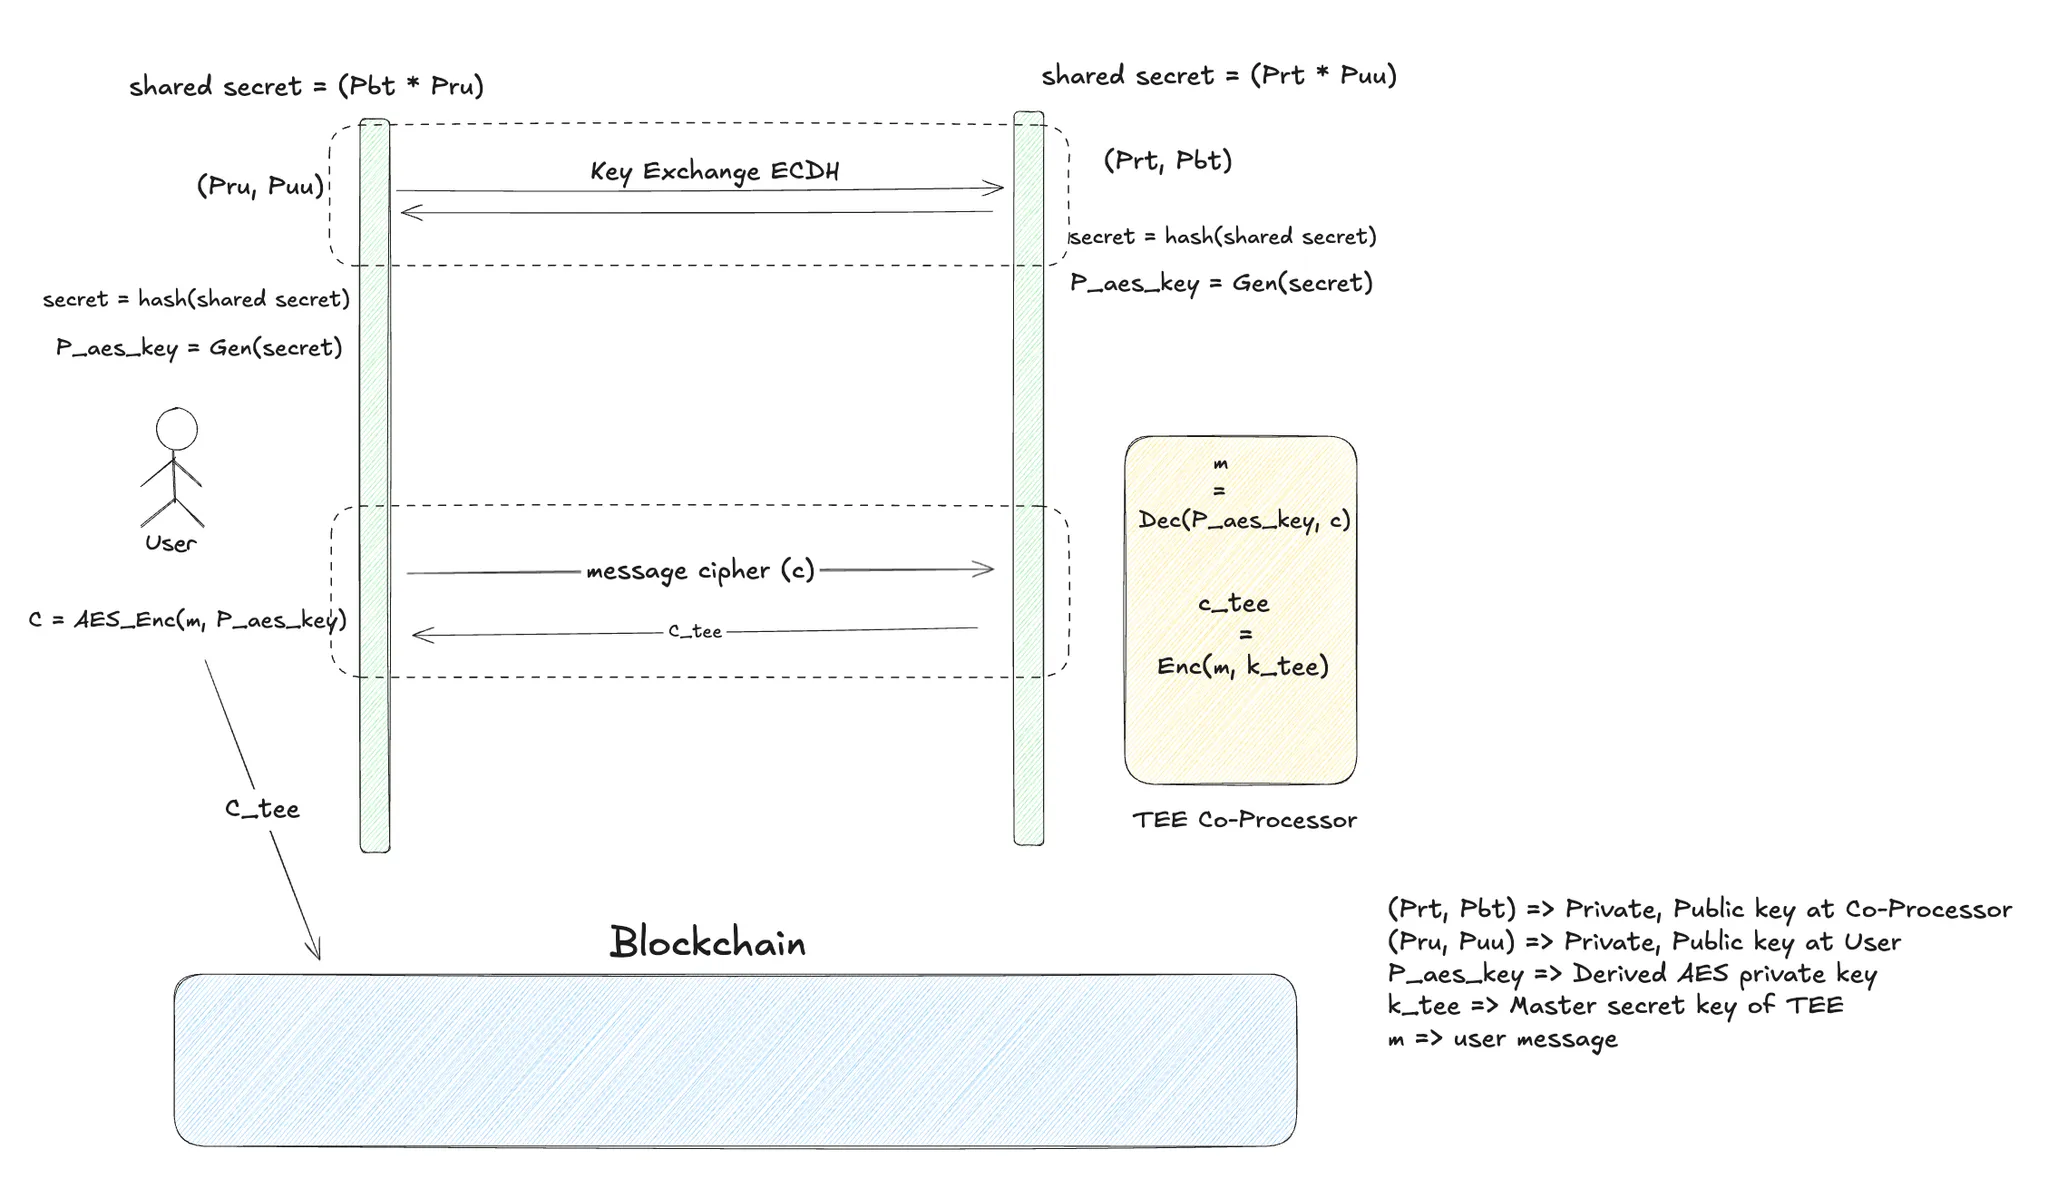 shared secret = (Pbt * Pru)
shared secret = (Prt * Puu)
Key Exchange ECDH
(Pru, Puu)
(Prt, Pbt)
secret = hash(shared secret)
P_aes_key = Gen(secret)
secret = hash(shared secret)
P_aes_key = Gen(secret)
User
m
=
Dec(P_aes_key, c)
c_tee
=
Enc(m, k_tee)
message cipher (c)
C = AES_Enc(m, P_aes_key)
C_tee
C_tee
TEE Co-Processor
Blockchain
(Prt, Pbt) => Private, Public key at Co-Processor
(Pru, Puu) => Private, Public key at User
P_aes_key => Derived AES private key
k_tee => Master secret key of TEE
m => user message